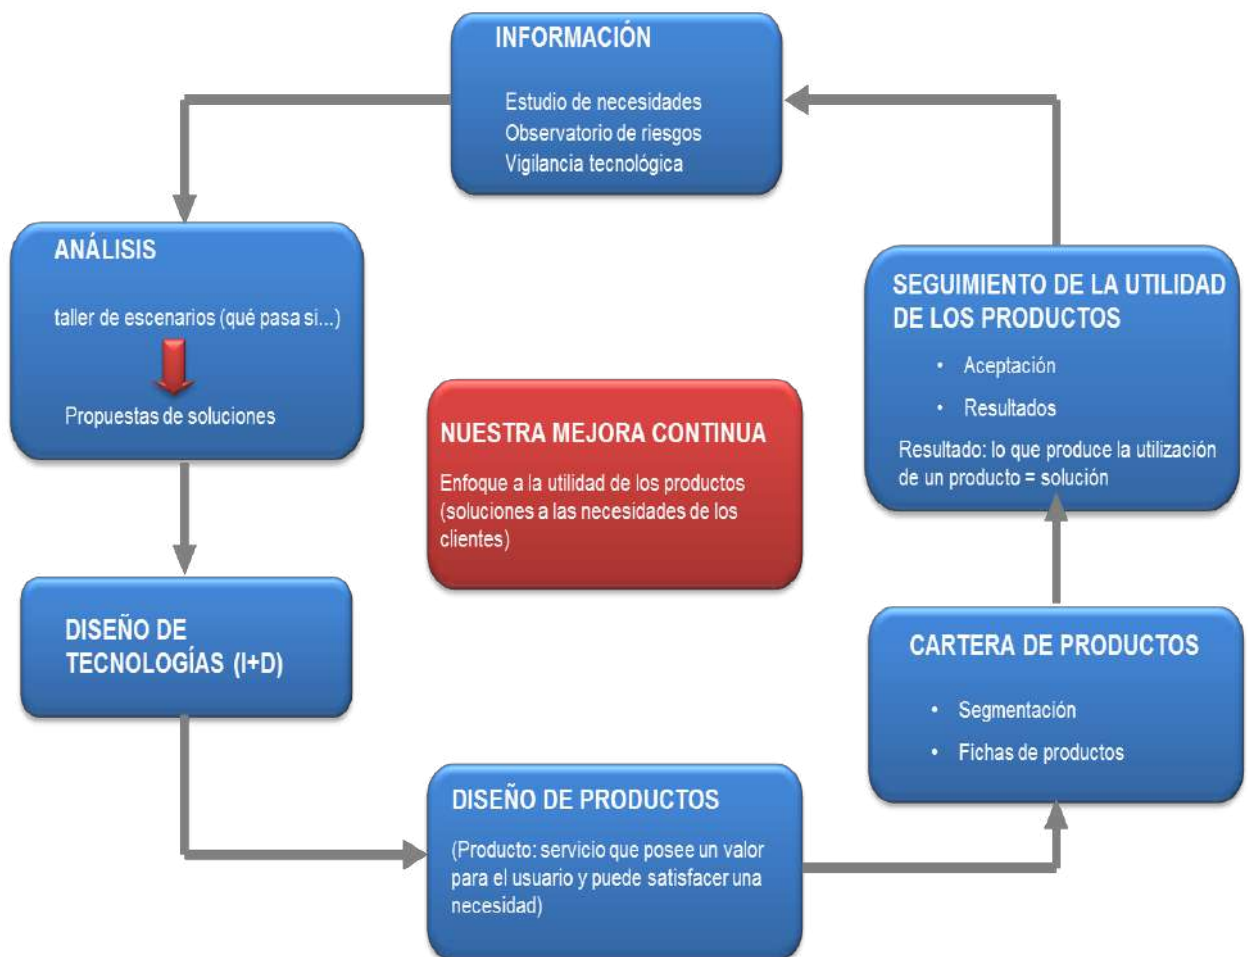 INFORMACIÓN
Estudio de necesidades
Observatorio de riesgos
Vigilancia tecnológica
ANÁLISIS
taller de escenarios (qué pasa si...)
Propuestas de soluciones
SEGUIMIENTO DE LA UTILIDAD
DE LOS PRODUCTOS
• Aceptación
• Resultados
Resultado: lo que produce la utilización
de un producto = solución
NUESTRA MEJORA CONTINUA
Enfoque a la utilidad de los productos
(soluciones a las necesidades de los
clientes)
DISEÑO DE
TECNOLOGÍAS (I+D)
CARTERA DE PRODUCTOS
• Segmentación
• Fichas de productos
DISEÑO DE PRODUCTOS
(Producto: servicio que posee un valor
para el usuario y puede satisfacer una
necesidad)